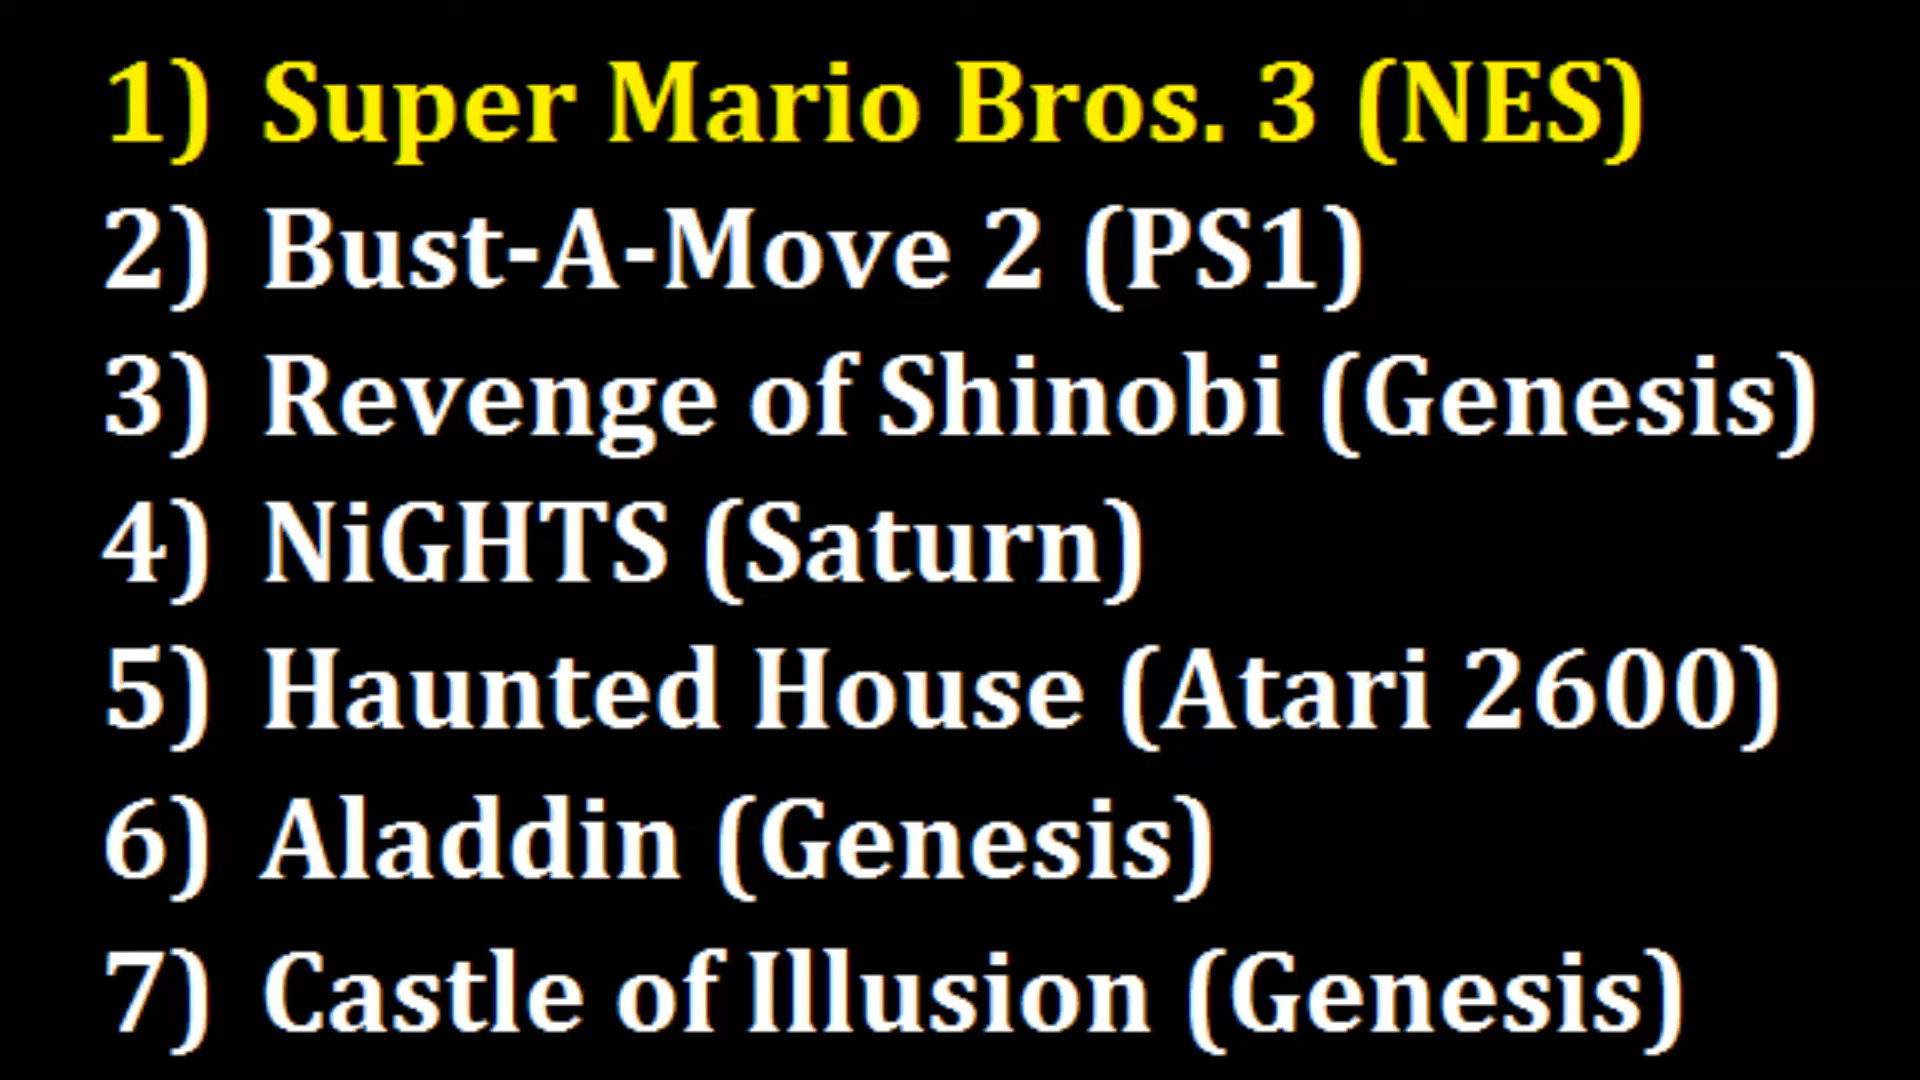 1) Super Mario Bros. 3 (NES)
2) Bust-A-Move 2 (PS1)
3) Revenge of Shinobi (Genesis)
4) NiGHTS (Saturn)
5) Haunted House (Atari 2600)
6) Aladdin (Genesis)
7) Castle of Illusion (Genesis)